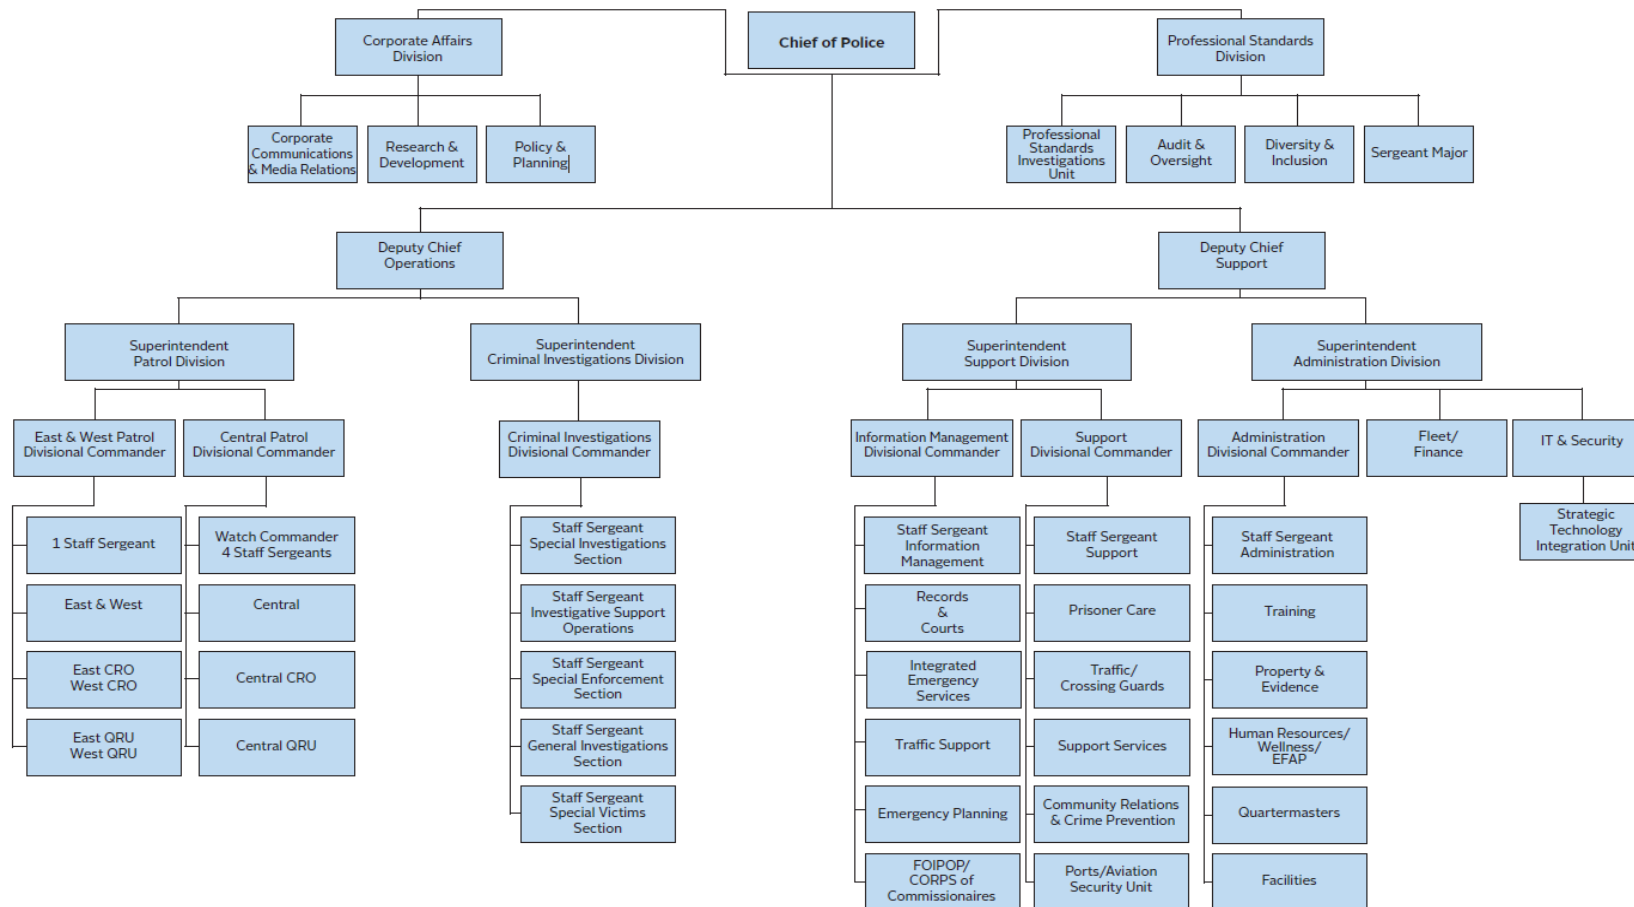 Chief of Police
Corporate Affairs
Division
Professional Standards
Division
Corporate
Communications
& Media Relations
Research &
Development
Policy &
Planning
Professional
Standards
Investigations
Unit
Audit &
Oversight
Diversity &
Inclusion
Sergeant Major
Deputy Chief
Operations
Deputy Chief
Support
Superintendent
Patrol Division
Superintendent
Criminal Investigations Division
Superintendent
Support Division
Superintendent
Administration Division
East & West Patrol
Divisional Commander
Central Patrol
Divisional Commander
Criminal Investigations
Divisional Commander
Information Management
Divisional Commander
Support
Divisional Commander
Administration
Divisional Commander
Fleet/
Finance
IT & Security
1 Staff Sergeant
East & West
East CRO
West CRO
East QRU
West QRU
Watch Commander
4 Staff Sergeants
Central
Central CRO
Central QRU
Staff Sergeant
Special Investigations
Section
Staff Sergeant
Investigative Support
Operations
Staff Sergeant
Special Enforcement
Section
Staff Sergeant
General Investigations
Section
Staff Sergeant
Special Victims
Section
Staff Sergeant
Information
Management
Records
&
Courts
Integrated
Emergency
Services
Traffic Support
Emergency Planning
FOIPOP/
CORPS of
Commissionaires
Staff Sergeant
Support
Prisoner Care
Traffic/
Crossing Guards
Support Services
Community Relations
& Crime Prevention
Ports/Aviation
Security Unit
Staff Sergeant
Administration
Training
Property &
Evidence
Human Resources/
Wellness/
EFAP
Quartermasters
Facilities
Strategic
Technology
Integration Unit